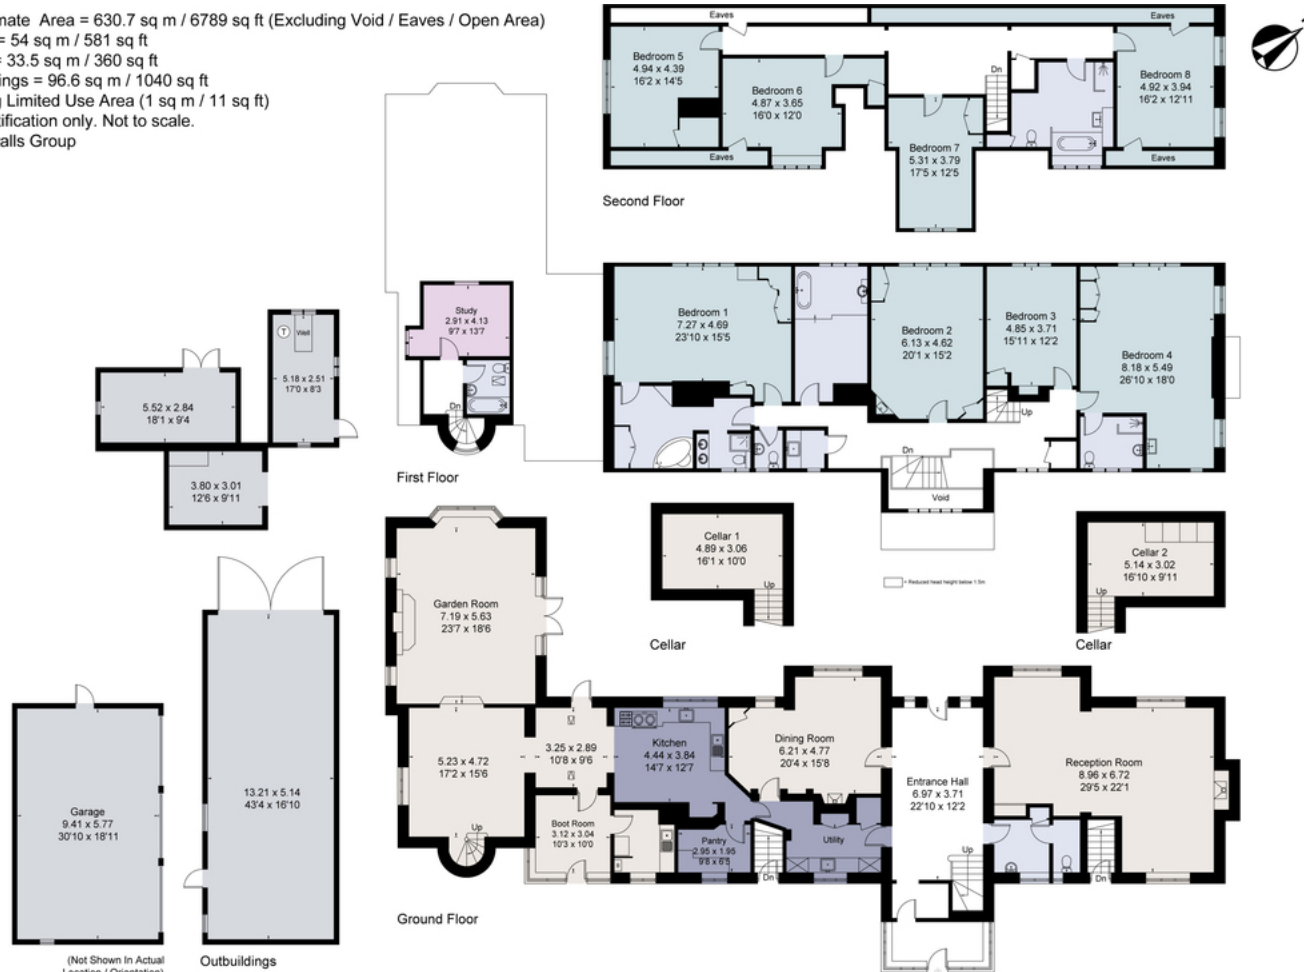 mate Area = 630.7 sq m / 6789 sq ft (Excluding Void / Eaves / Open Area)
= 54 sq m / 581 sq ft
= 33.5 sq m / 360 sq ft
ings = 96.6 sq m / 1040 sq ft
g Limited Use Area (1 sq m / 11 sq ft)
tification only. Not to scale.
alls Group
Eaves
Eaves
Bedroom 5
4.94 x 4.39
16'2 x 14'5
Bedroom 6
4.87 x 3.65
16'0 x 12'0
Dn
Bedroom 7
5.31 x 3.79
17'5 x 12'5
Bedroom 8
4.92 x 3.94
16'2 x 12'11
Eaves
Eaves
Second Floor
Study
2.91 x 4.13
9'7 x 13'7
Dn
Bedroom 1
7.27 x 4.69
23'10 x 15'5
Bedroom 2
6.13 x 4.62
20'1 x 15'2
Bedroom 3
4.85 x 3.71
15'11 x 12'2
Up
Bedroom 4
8.18 x 5.49
26'10 x 18'0
Dn
Void
First Floor
T
Well
5.18 x 2.51
17'0 x 8'3
5.52 x 2.84
18'1 x 9'4
3.80 x 3.01
12'6 x 9'11
Cellar 1
4.89 x 3.06
16'1 x 10'0
Up
Cellar
= Reduced head height below 1.5m
Cellar 2
5.14 x 3.02
16'10 x 9'11
Up
Cellar
Garden Room
7.19 x 5.63
23'7 x 18'6
5.23 x 4.72
17'2 x 15'6
Up
3.25 x 2.89
10'8 x 9'6
Kitchen
4.44 x 3.84
14'7 x 12'7
Dining Room
6.21 x 4.77
20'4 x 15'8
Entrance Hall
6.97 x 3.71
22'10 x 12'2
Up
Reception Room
8.96 x 6.72
29'5 x 22'1
Boot Room
3.12 x 3.04
10'3 x 10'0
Pantry
2.95 x 1.95
9'8 x 6'5
Dn
Utility
Dn
Ground Floor
Garage
9.41 x 5.77
30'10 x 18'11
13.21 x 5.14
43'4 x 16'10
(Not Shown In Actual
Location / Orientation)
Outbuildings